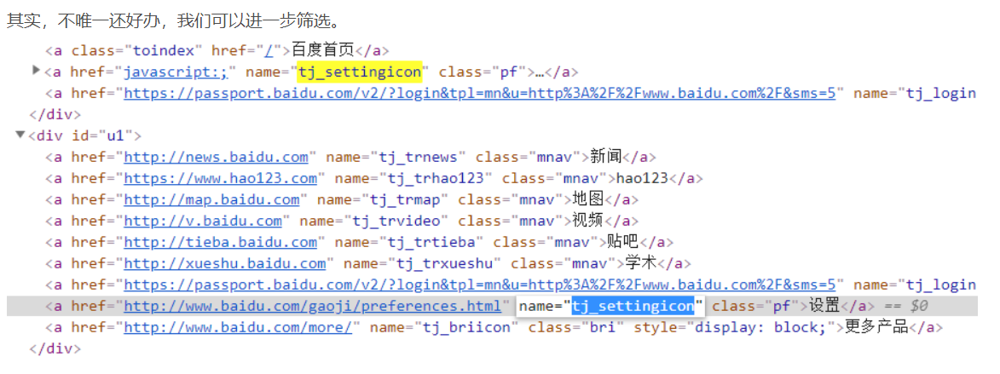 其实，不唯一还好办，我们可以进一步筛选。
<a class="toindex" href="/">百度首页</a>
<a href="javascript:;" name="tj_settingicon" class="pf">…</a>
<a href="https://passport.baidu.com/v2/?login&tpl=mn&u=http%3A%2F%2Fwww.baidu.com%2F&sms=5" name="tj_login
</div>
<div id="u1">
<a href="http://news.baidu.com" name="tj_trnews" class="mnav">新闻</a>
<a href="https://www.hao123.com" name="tj_trhao123" class="mnav">hao123</a>
<a href="http://map.baidu.com" name="tj_trmap" class="mnav">地图</a>
<a href="http://v.baidu.com" name="tj_trvideo" class="mnav">视频</a>
<a href="http://tieba.baidu.com" name="tj_trtieba" class="mnav">贴吧</a>
<a href="http://xueshu.baidu.com" name="tj_trxueshu" class="mnav">学术</a>
<a href="https://passport.baidu.com/v2/?login&tpl=mn&u=http%3A%2F%2Fwww.baidu.com%2F&sms=5" name="tj_login
<a href="http://www.baidu.com/gaoji/preferences.html" name="tj_settingicon" class="pf">设置</a> == $0
<a href="http://www.baidu.com/more/" name="tj_briicon" class="bri" style="display: block;">更多产品</a>
</div>